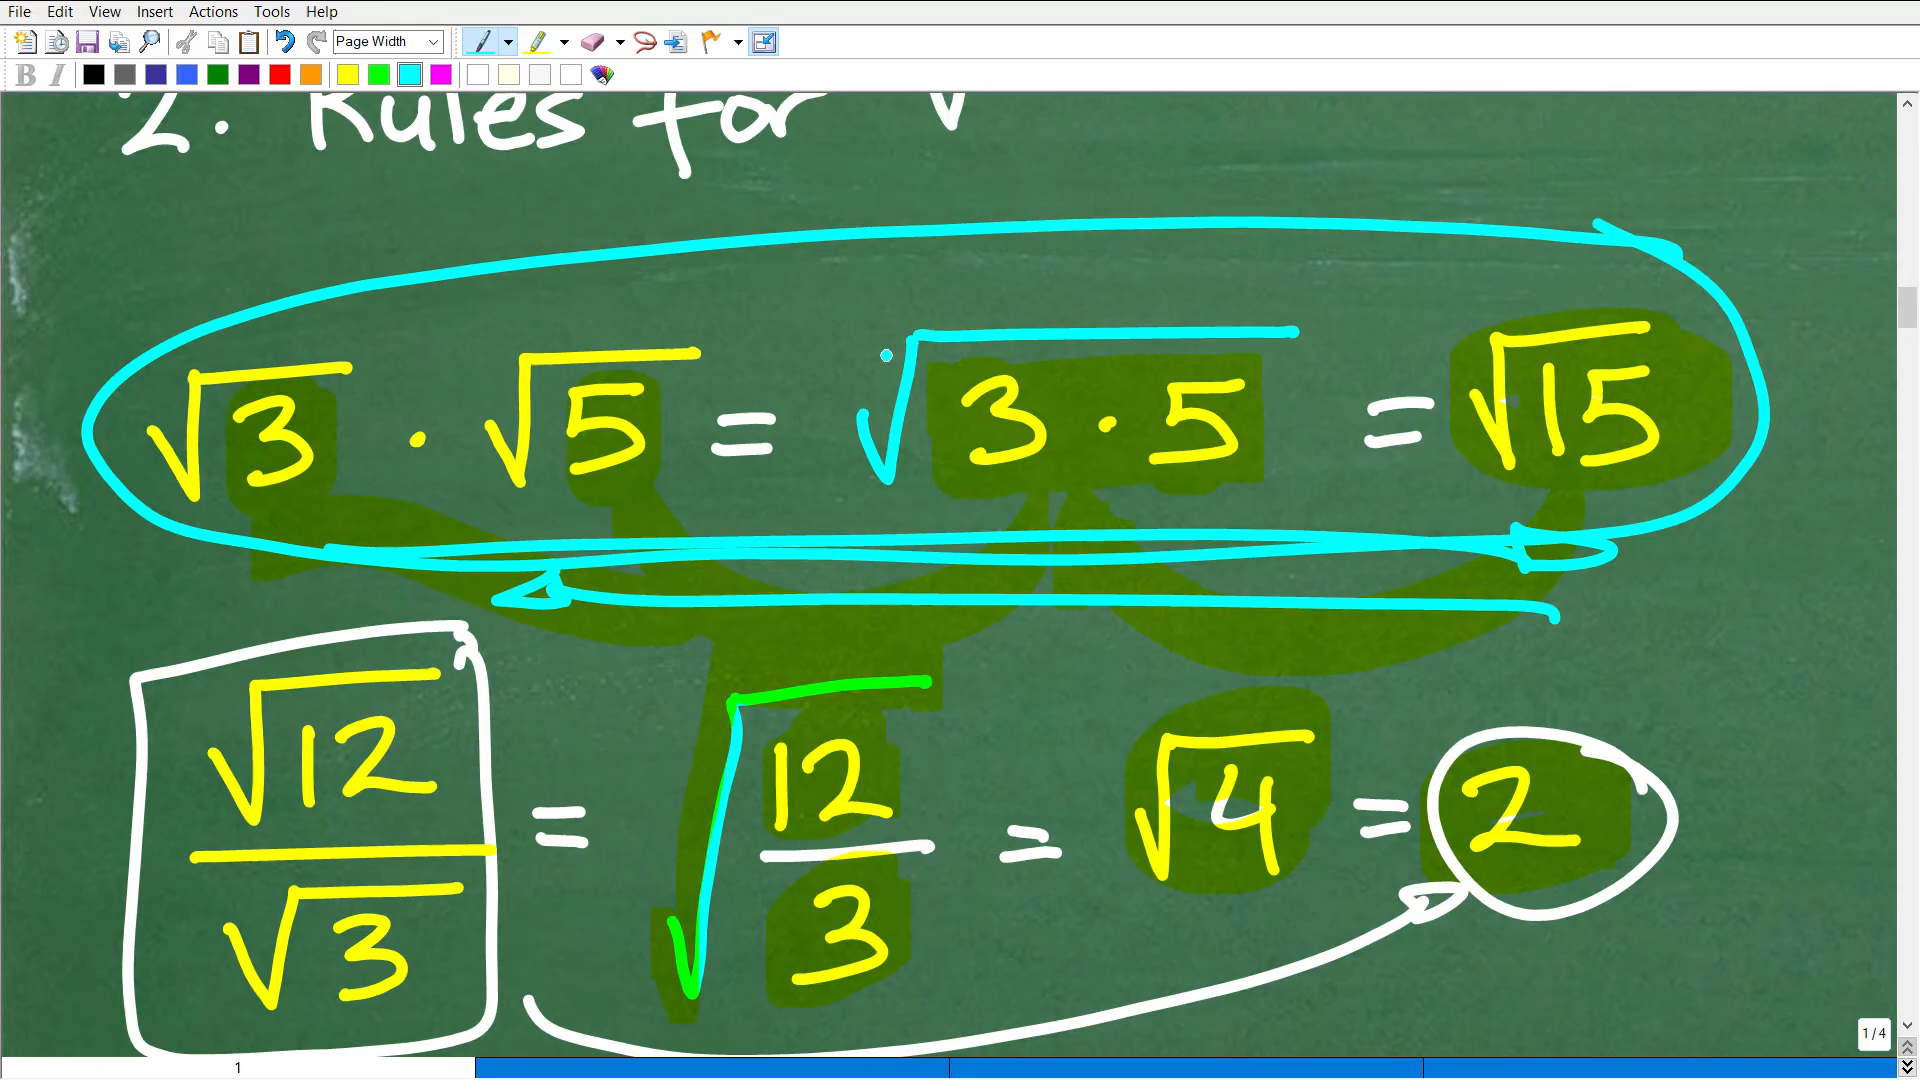 File Edit View Insert Actions Tools Help
Page Width
B I
2. Rules for √
√3 · √5 = √3 · 5 = √15
√12 / √3 = √12 / 3 = √4 = 2
1/4
1